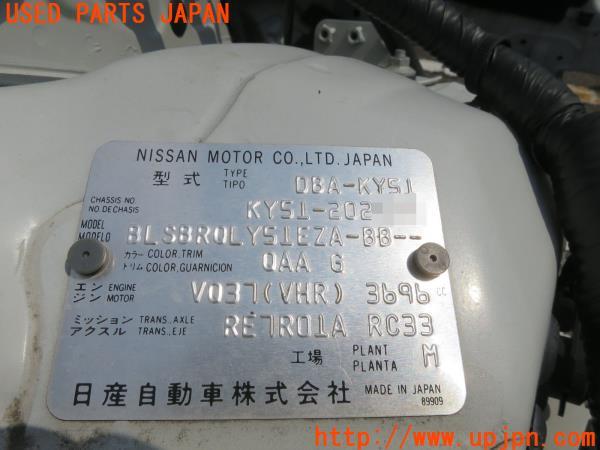 USED PARTS JAPAN
NISSAN MOTOR CO.,LTD. JAPAN
型式 TYPE TIPO DBA-KY51
CHASSIS NO. NO. DE CHASIS KY51-202
MODEL MODELO BLSBRQLY51EZA-BB--
カラー COLOR,TRIM トリム COLOR,GUARNICION QAA G
エンジン ENGINE MOTOR VQ37(VHR) 3696 cc
ミッション アクスル TRANS.,AXLE TRANS.,EJE RE7R01A RC33
工場 PLANT PLANTA M
日産自動車株式会社 MADE IN JAPAN
89909
http://www.upjpn.com